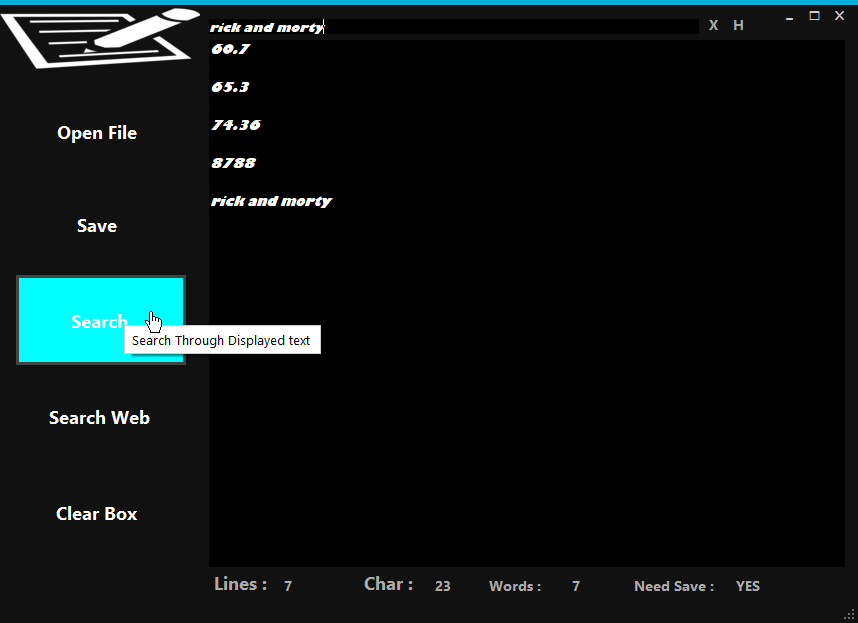 rick and morty
X H
60.7
65.3
74.36
8788
rick and morty
Open File
Save
Search
Search Through Displayed text
Search Web
Clear Box
Lines : 7 Char : 23 Words : 7 Need Save : YES